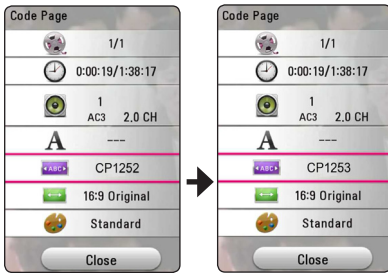 Code Page
1/1
0:00:19/1:38:17
1
AC3 2.0 CH
A ---
ABC CP1252
16:9 Original
Standard
Close
Code Page
1/1
0:00:19/1:38:17
1
AC3 2.0 CH
A ---
ABC CP1253
16:9 Original
Standard
Close